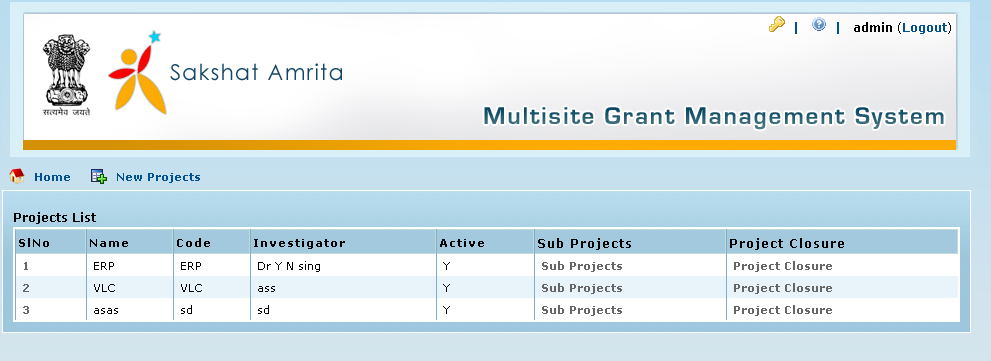 | | admin (Logout)
Sakshat Amrita
सत्यमेव जयते
Multisite Grant Management System
Home New Projects
Projects List
SlNo Name Code Investigator Active Sub Projects Project Closure
1 ERP ERP Dr Y N sing Y Sub Projects Project Closure
2 VLC VLC ass Y Sub Projects Project Closure
3 asas sd sd Y Sub Projects Project Closure